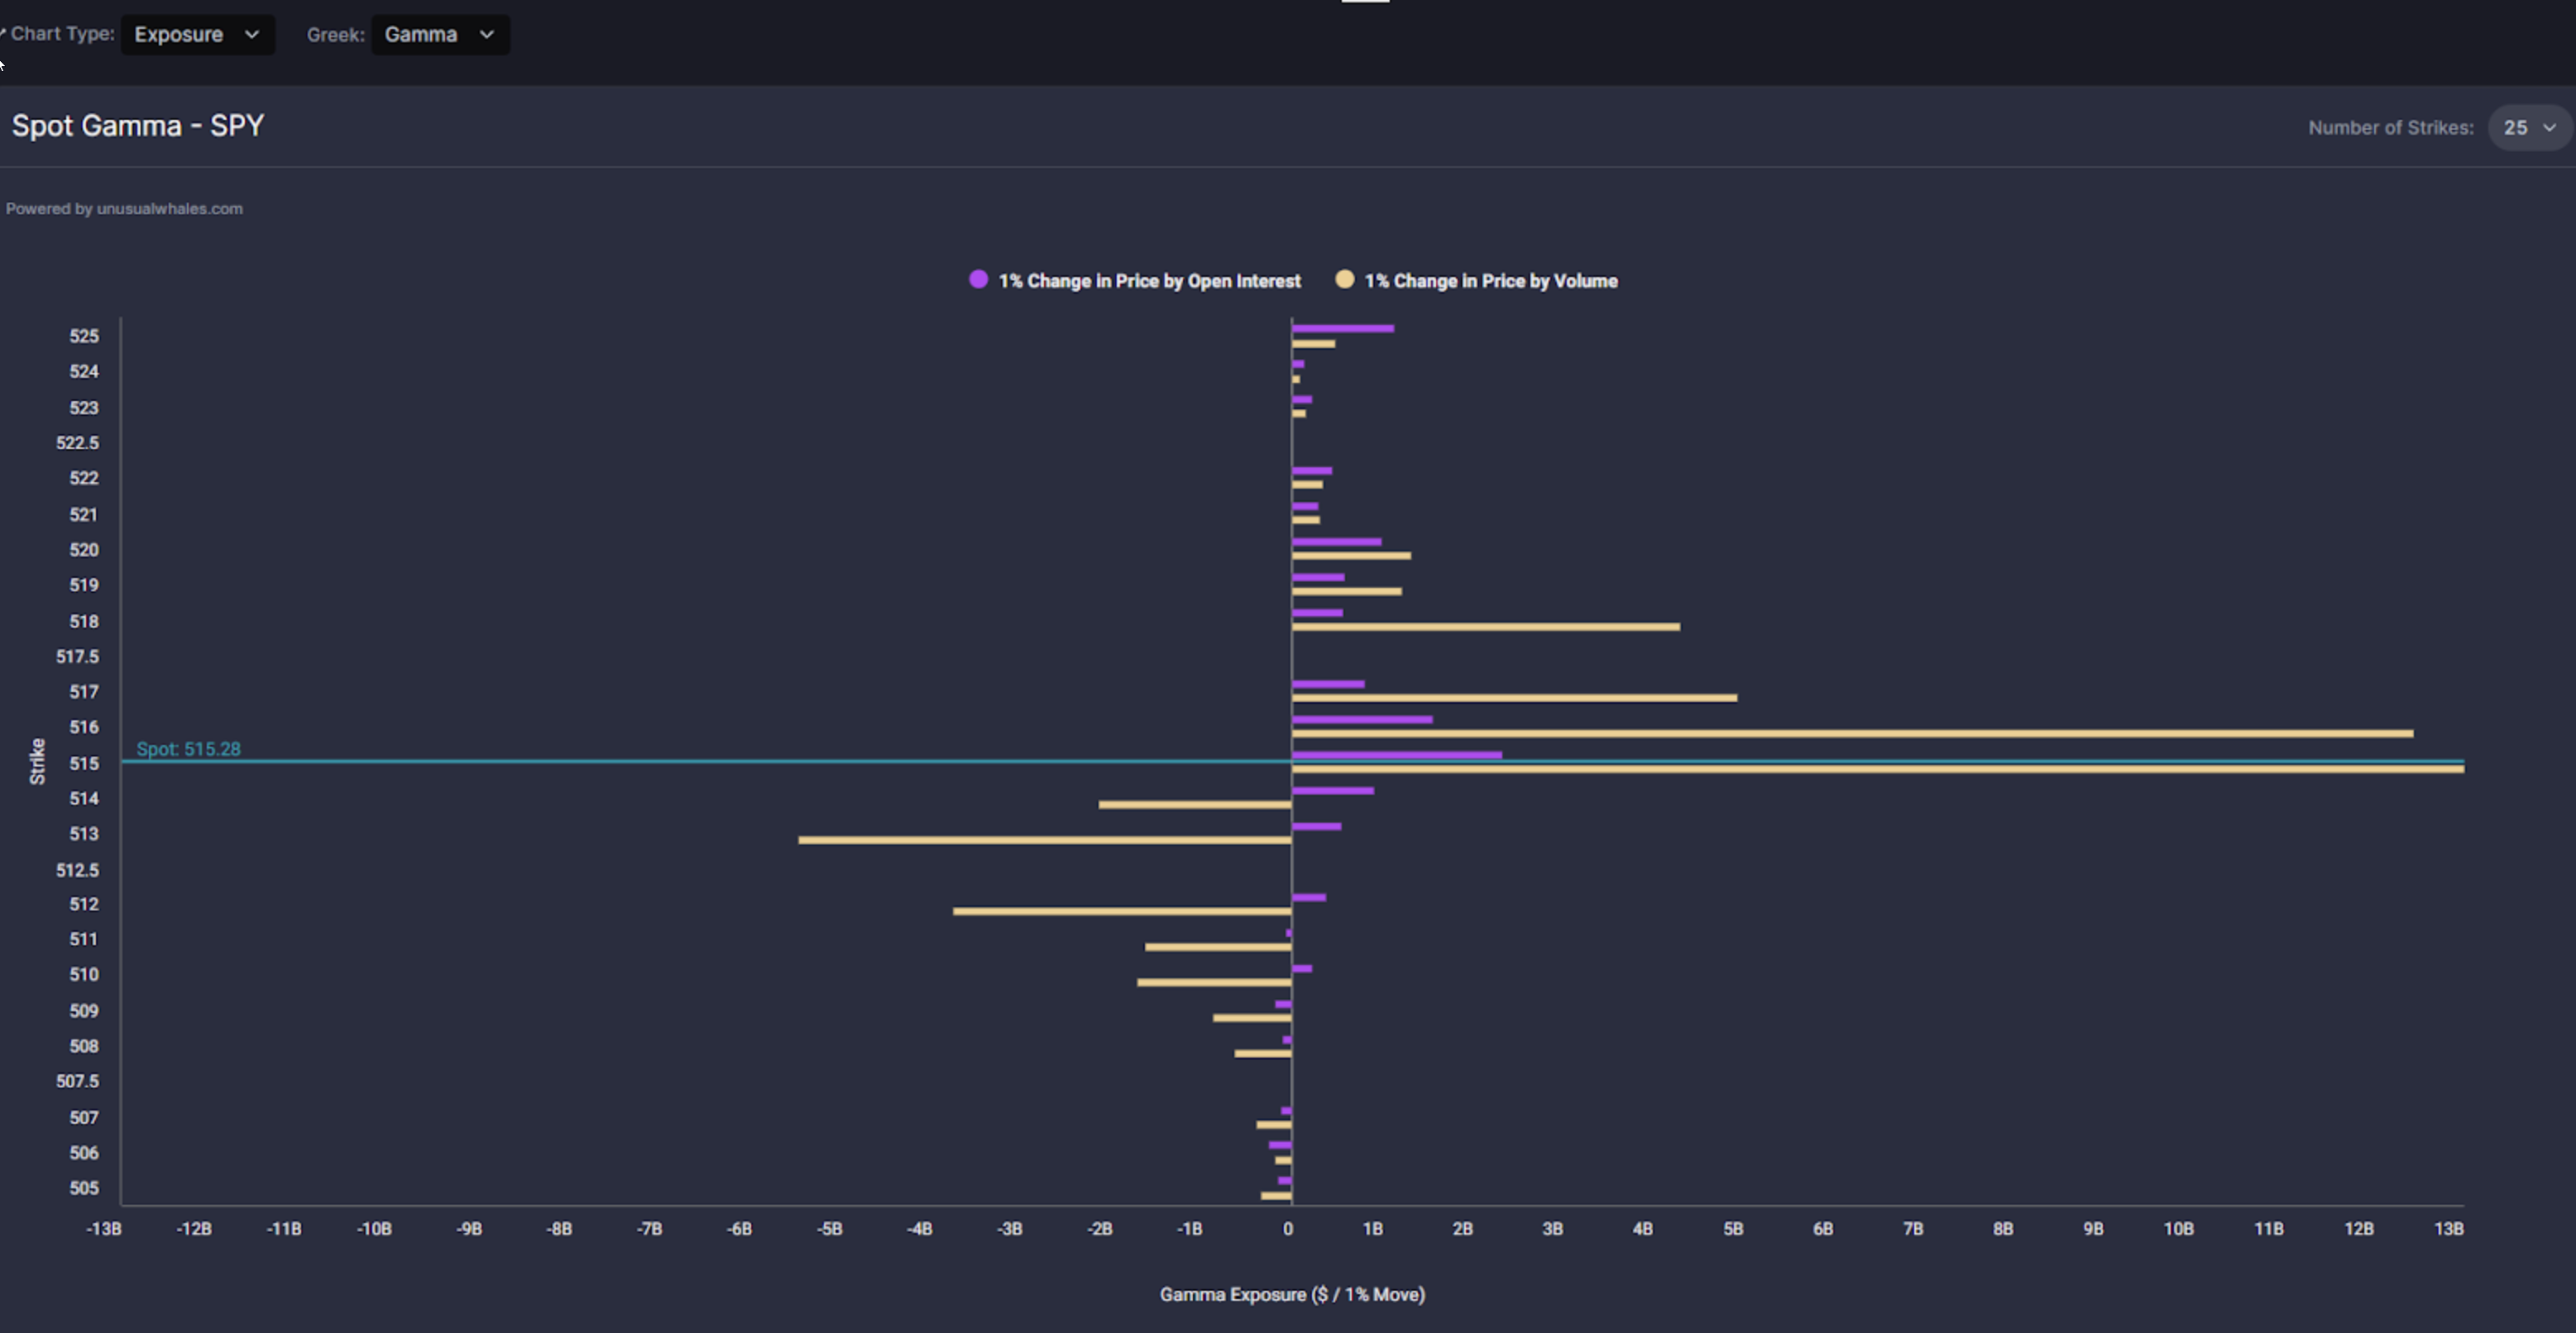 Chart Type: Exposure Greek: Gamma
Spot Gamma - SPY
Number of Strikes: 25
Powered by unusualwhales.com
1% Change in Price by Open Interest 1% Change in Price by Volume
525
524
523
522.5
522
521
520
519
518
517.5
517
516
Spot: 515.28
515
Strike
514
513
512.5
512
511
510
509
508
507.5
507
506
505
-13B -12B -11B -10B -9B -8B -7B -6B -5B -4B -3B -2B -1B 0 1B 2B 3B 4B 5B 6B 7B 8B 9B 10B 11B 12B 13B
Gamma Exposure ($ / 1% Move)